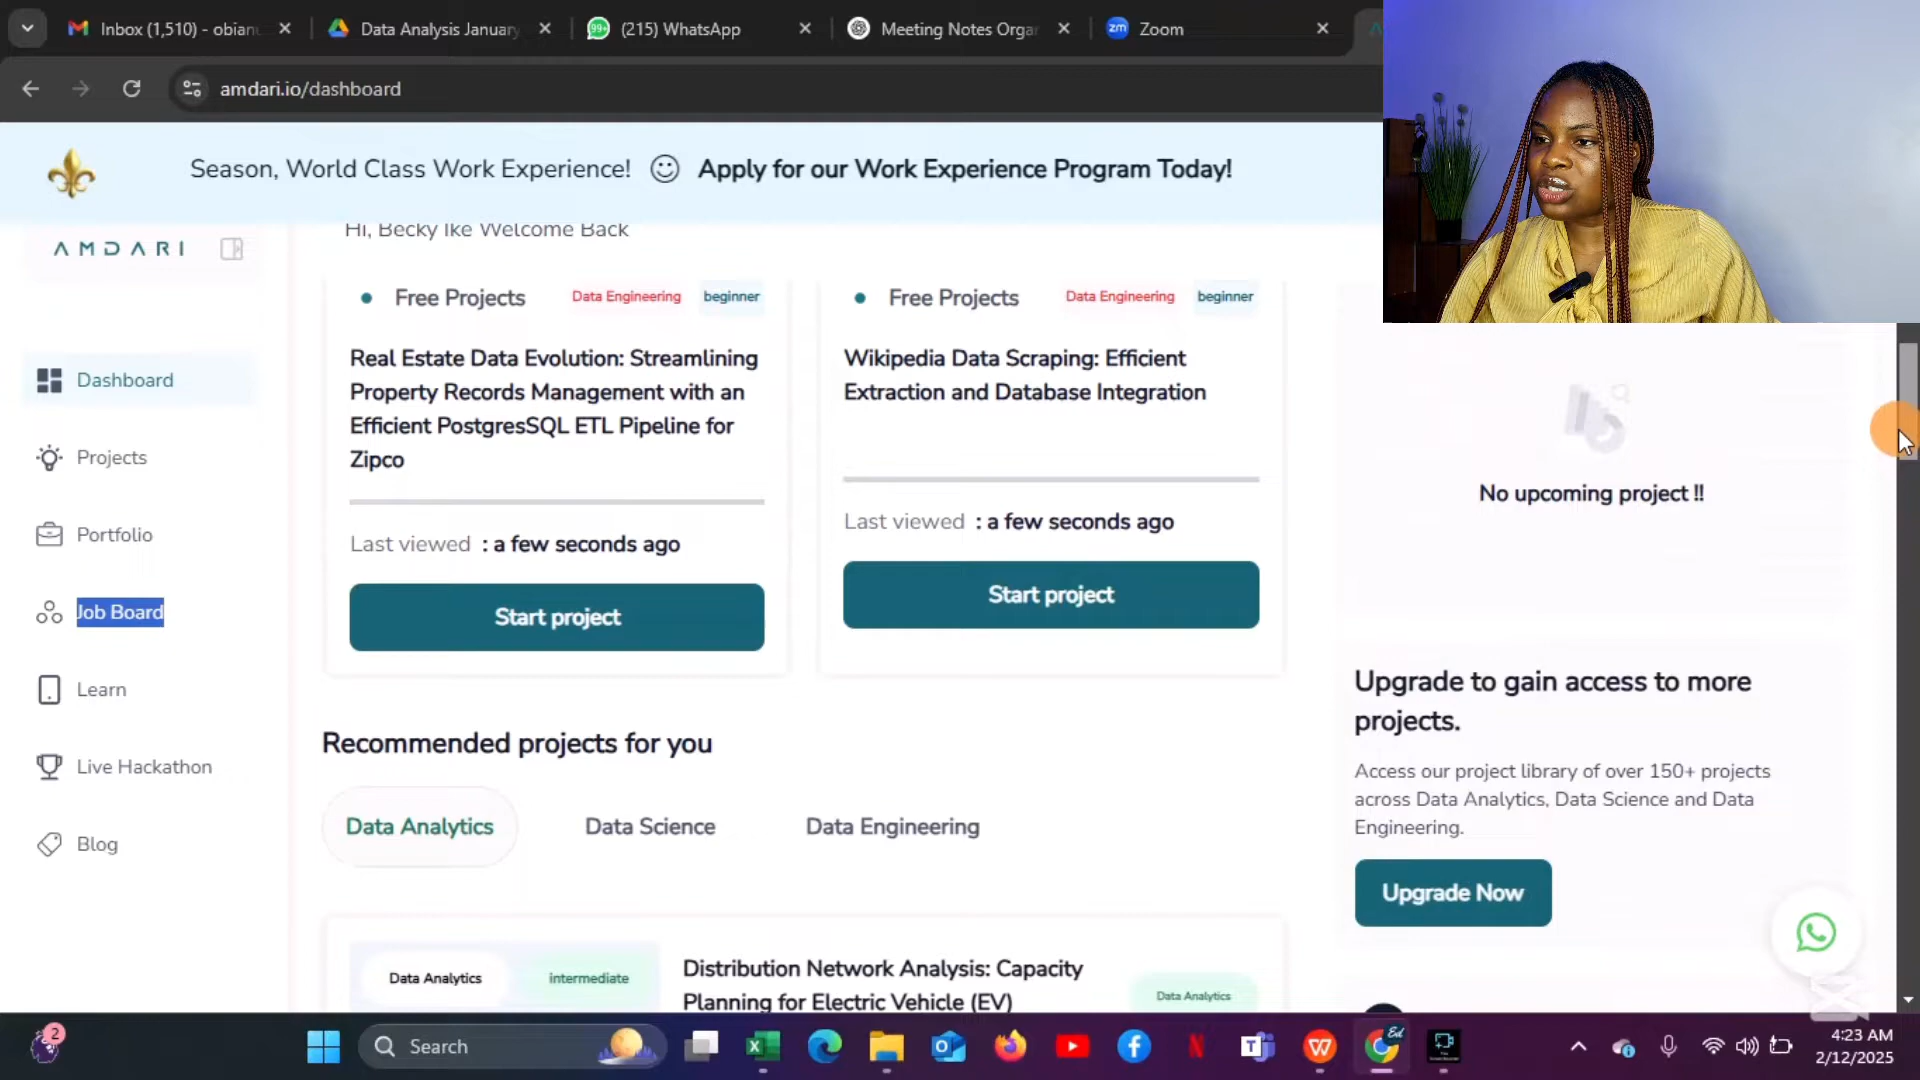 Inbox (1,510) - obian
Data Analysis January
99+
(215) WhatsApp
Meeting Notes Organ
zm
Zoom
amdari.io/dashboard
Season, World Class Work Experience!
Apply for our Work Experience Program Today!
AMDARI
Hi, Becky Ike Welcome Back
Dashboard
Projects
Portfolio
Job Board
Learn
Live Hackathon
Blog
Free Projects
Data Engineering
beginner
Real Estate Data Evolution: Streamlining
Property Records Management with an
Efficient PostgresSQL ETL Pipeline for
Zipco
Last viewed : a few seconds ago
Start project
Free Projects
Data Engineering
beginner
Wikipedia Data Scraping: Efficient
Extraction and Database Integration
Last viewed : a few seconds ago
Start project
No upcoming project !!
Upgrade to gain access to more
projects.
Access our project library of over 150+ projects
across Data Analytics, Data Science and Data
Engineering.
Upgrade Now
Recommended projects for you
Data Analytics
Data Science
Data Engineering
Data Analytics
intermediate
Distribution Network Analysis: Capacity
Planning for Electric Vehicle (EV)
Data Analytics
2
Search
Ed
4:23 AM
2/12/2025